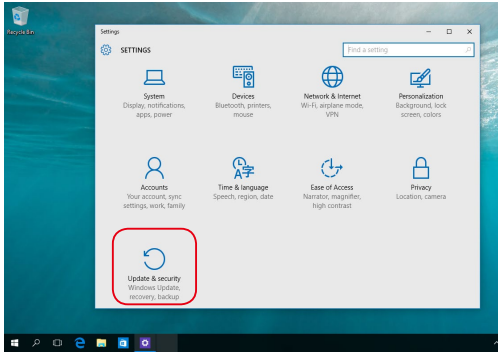 Recycle Bin
Settings
SETTINGS
Find a setting
System
Display, notifications,
apps, power
Devices
Bluetooth, printers,
mouse
Network & Internet
Wi-Fi, airplane mode,
VPN
Personalization
Background, lock
screen, colors
Accounts
Your account, sync
settings, work, family
Time & language
Speech, region, date
Ease of Access
Narrator, magnifier,
high contrast
Privacy
Location, camera
Update & security
Windows Update,
recovery, backup